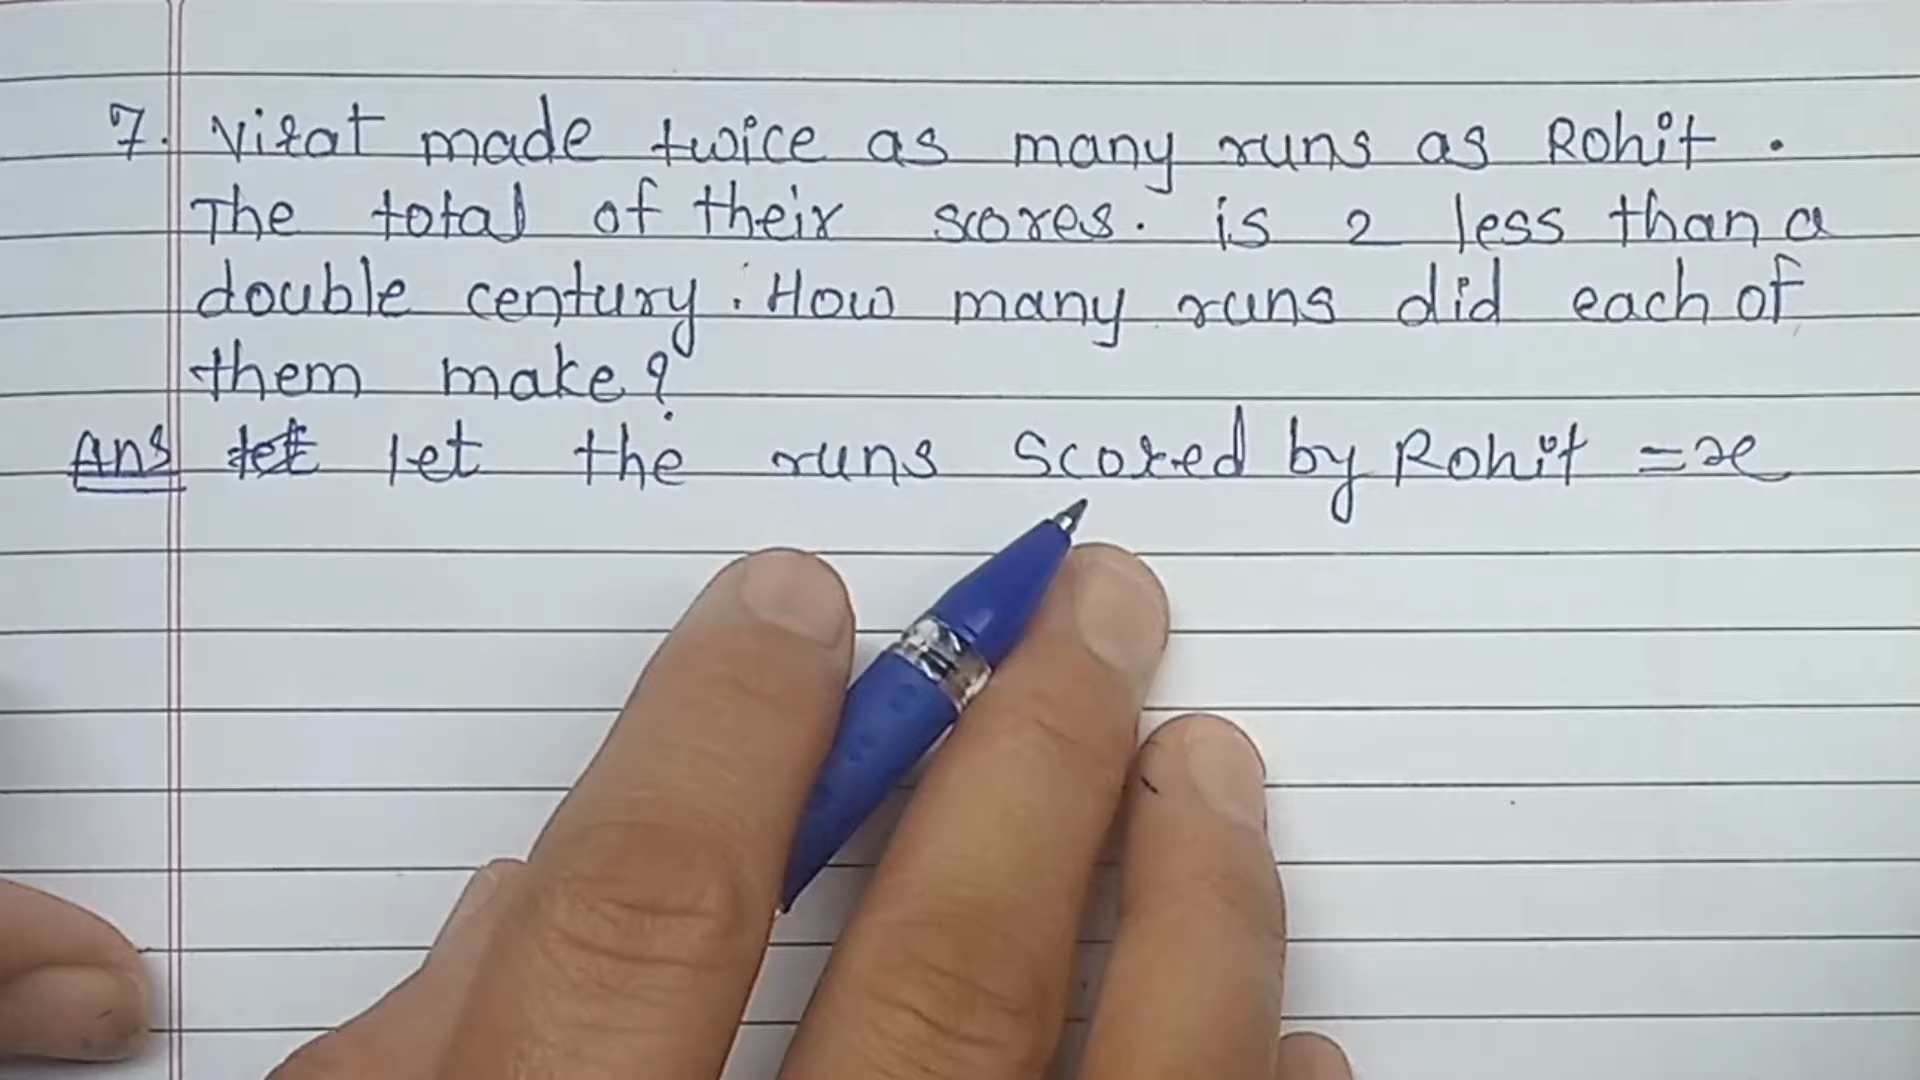 7. Virat made twice as many runs as Rohit.
The total of their scores. is 2 less than a
double century. How many runs did each of
them make?
Ans let the runs scored by Rohit = x